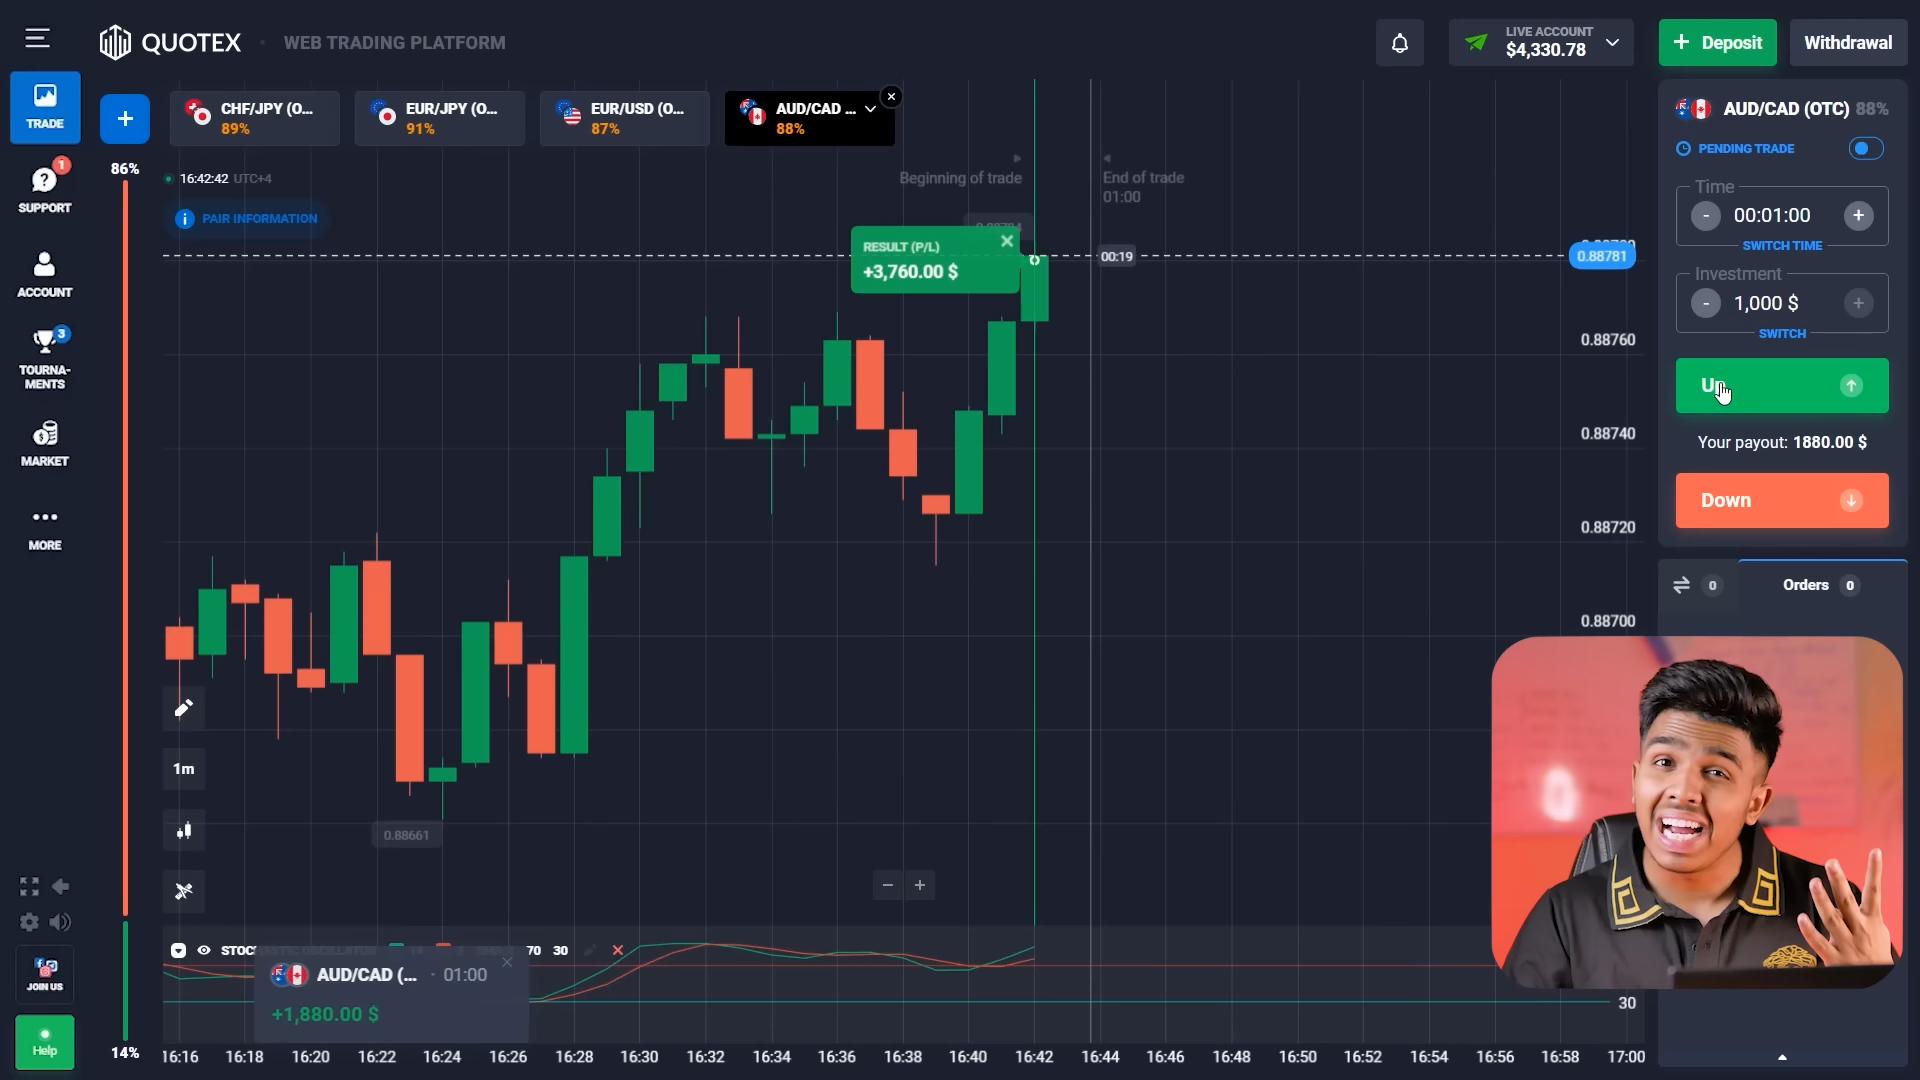 QUOTEX
WEB TRADING PLATFORM
LIVE ACCOUNT
$4,330.78
+ Deposit
Withdrawal
TRADE
+
CHF/JPY (O...
89%
EUR/JPY (O...
91%
EUR/USD (O...
87%
AUD/CAD ...
88%
AUD/CAD (OTC) 88%
PENDING TRADE
86%
16:42:42 UTC+4
Beginning of trade
End of trade
01:00
PAIR INFORMATION
1
SUPPORT
RESULT (P/L)
+3,760.00 $
00:19
0.88781
Time
- 00:01:00 +
SWITCH TIME
Investment
- 1,000 $ +
SWITCH
ACCOUNT
3
TOURNA-
MENTS
MARKET
MORE
0.88760
0.88740
0.88720
0.88700
Your payout: 1880.00 $
Down
0
Orders 0
1m
0.88661
- +
70 30
AUD/CAD (... · 01:00
+1,880.00 $
30
JOIN US
Help
14%
16:16 16:18 16:20 16:22 16:24 16:26 16:28 16:30 16:32 16:34 16:36 16:38 16:40 16:42 16:44 16:46 16:48 16:50 16:52 16:54 16:56 16:58 17:00